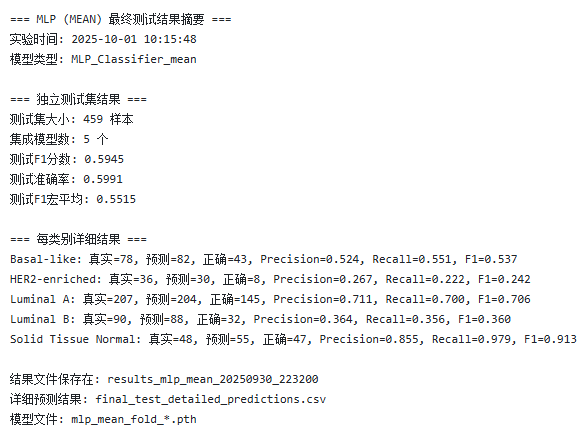 === MLP (MEAN) 最终测试结果摘要 ===
实验时间: 2025-10-01 10:15:48
模型类型: MLP_Classifier_mean
=== 独立测试集结果 ===
测试集大小: 459 样本
集成模型数: 5 个
测试F1分数: 0.5945
测试准确率: 0.5991
测试F1宏平均: 0.5515
=== 每类别详细结果 ===
Basal-like: 真实=78, 预测=82, 正确=43, Precision=0.524, Recall=0.551, F1=0.537
HER2-enriched: 真实=36, 预测=30, 正确=8, Precision=0.267, Recall=0.222, F1=0.242
Luminal A: 真实=207, 预测=204, 正确=145, Precision=0.711, Recall=0.700, F1=0.706
Luminal B: 真实=90, 预测=88, 正确=32, Precision=0.364, Recall=0.356, F1=0.360
Solid Tissue Normal: 真实=48, 预测=55, 正确=47, Precision=0.855, Recall=0.979, F1=0.913
结果文件保存在: results_mlp_mean_20250930_223200
详细预测结果: final_test_detailed_predictions.csv
模型文件: mlp_mean_fold_*.pth